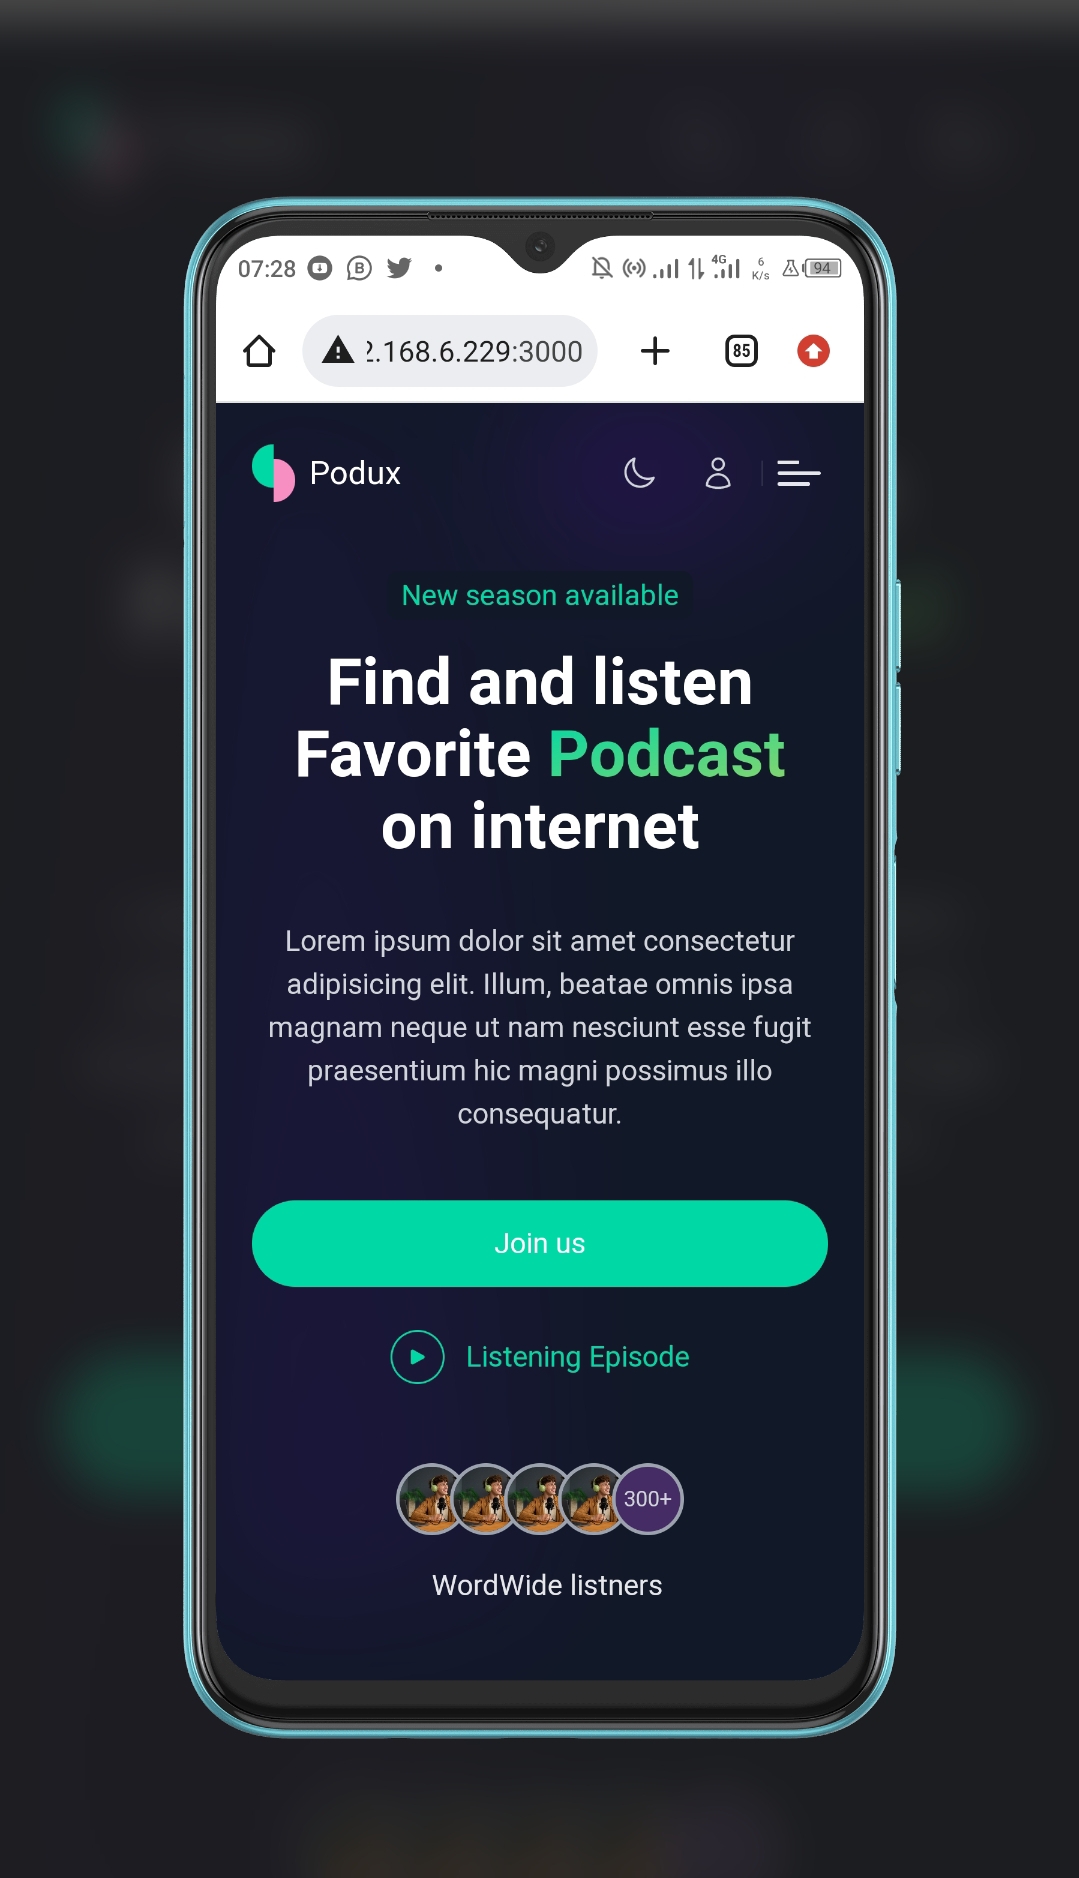 07:28
4G
6
K/s
94
2.168.6.229:3000
85
Podux
New season available
Find and listen
Favorite Podcast
on internet
Lorem ipsum dolor sit amet consectetur
adipisicing elit. Illum, beatae omnis ipsa
magnam neque ut nam nesciunt esse fugit
praesentium hic magni possimus illo
consequatur.
Join us
Listening Episode
300+
WordWide listners